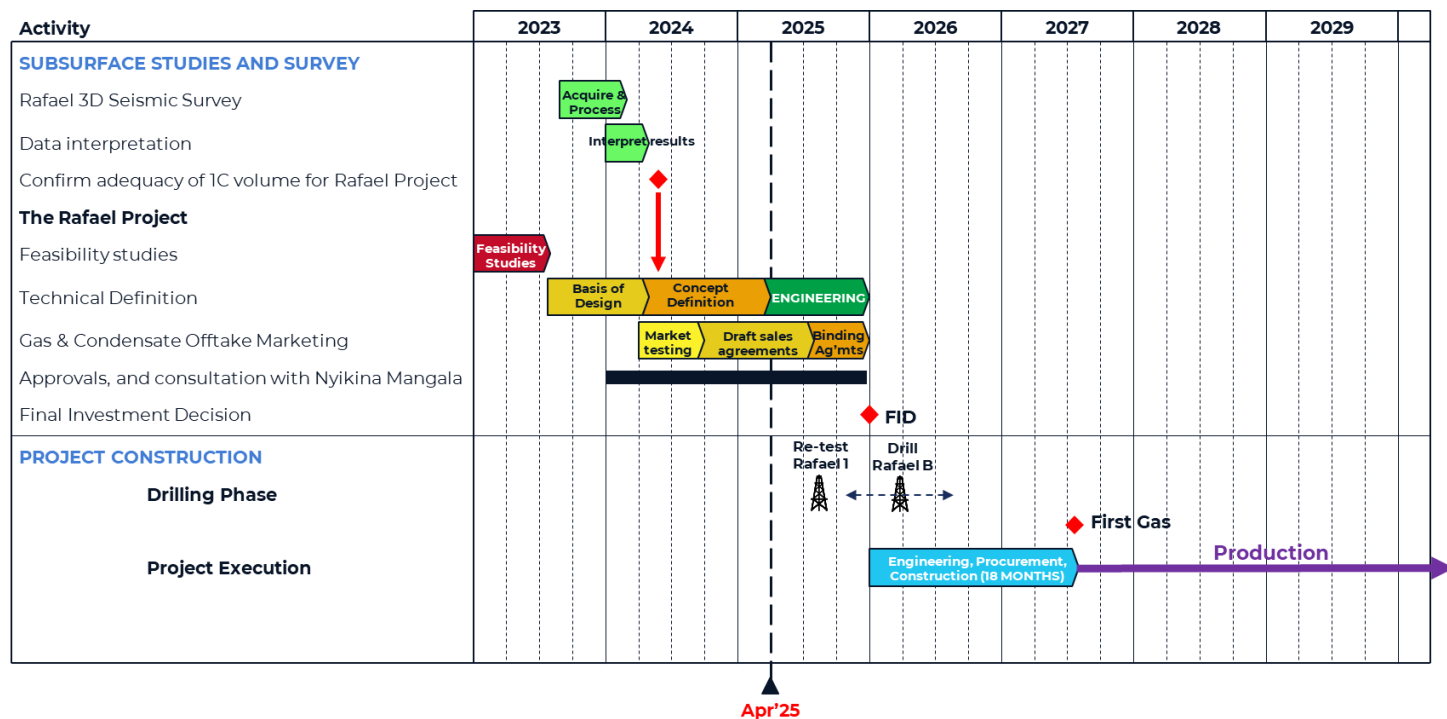 Activity
2023
2024
2025
2026
2027
2028
2029
SUBSURFACE STUDIES AND SURVEY
Rafael 3D Seismic Survey
Acquire &
Process
Data interpretation
Interpret results
Confirm adequacy of 1C volume for Rafael Project
The Rafael Project
Feasibility studies
Feasibility
Studies
Technical Definition
Basis of
Design
Concept
Definition
ENGINEERING
Gas & Condensate Offtake Marketing
Market
testing
Draft sales
agreements
Binding
Ag'mts
Approvals, and consultation with Nyikina Mangala
Final Investment Decision
FID
PROJECT CONSTRUCTION
Re-test
Rafael 1
Drill
Rafael B
Drilling Phase
First Gas
Project Execution
Engineering, Procurement,
Construction (18 MONTHS)
Production
Apr'25